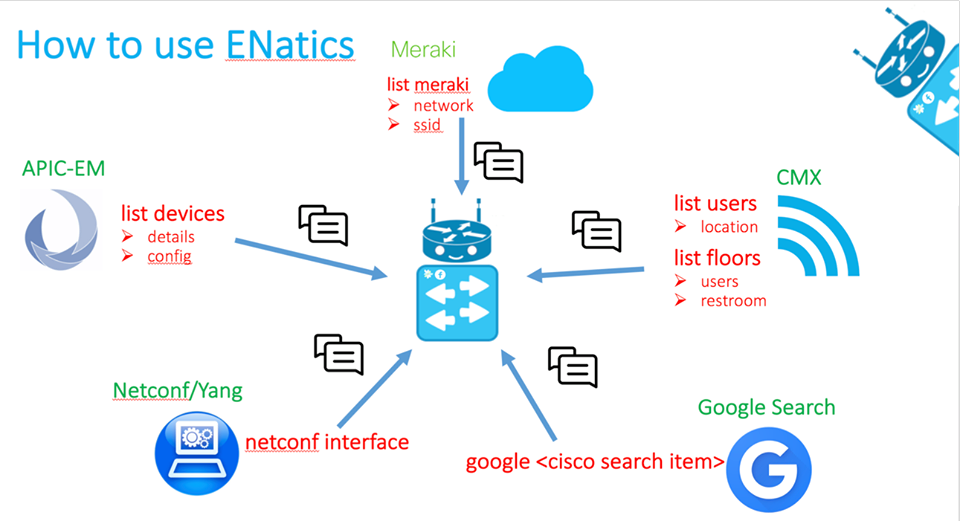 How to use ENatics
Meraki
list meraki
network
ssid
APIC-EM
list devices
details
config
CMX
list users
location
list floors
users
restroom
Netconf/Yang
netconf interface
Google Search
google <cisco search item>
G